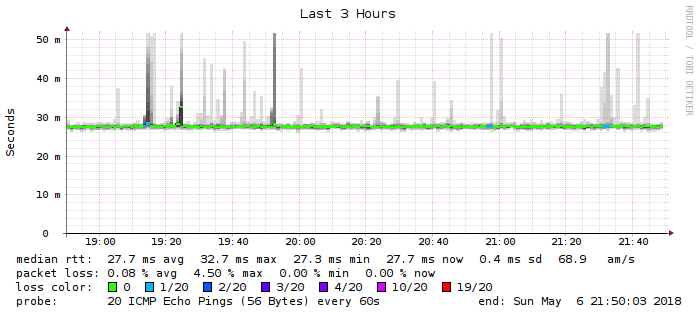 Last 3 Hours
RRDTOOL / TOBI OETIKER
Seconds
50 m
40 m
30 m
20 m
10 m
0
19:00 19:20 19:40 20:00 20:20 20:40 21:00 21:20 21:40
median rtt: 27.7 ms avg 32.7 ms max 27.3 ms min 27.7 ms now 0.4 ms sd 68.9 am/s
packet loss: 0.08 % avg 4.50 % max 0.00 % min 0.00 % now
loss color: 0 1/20 2/20 3/20 4/20 10/20 19/20
probe: 20 ICMP Echo Pings (56 Bytes) every 60s end: Sun May 6 21:50:03 2018